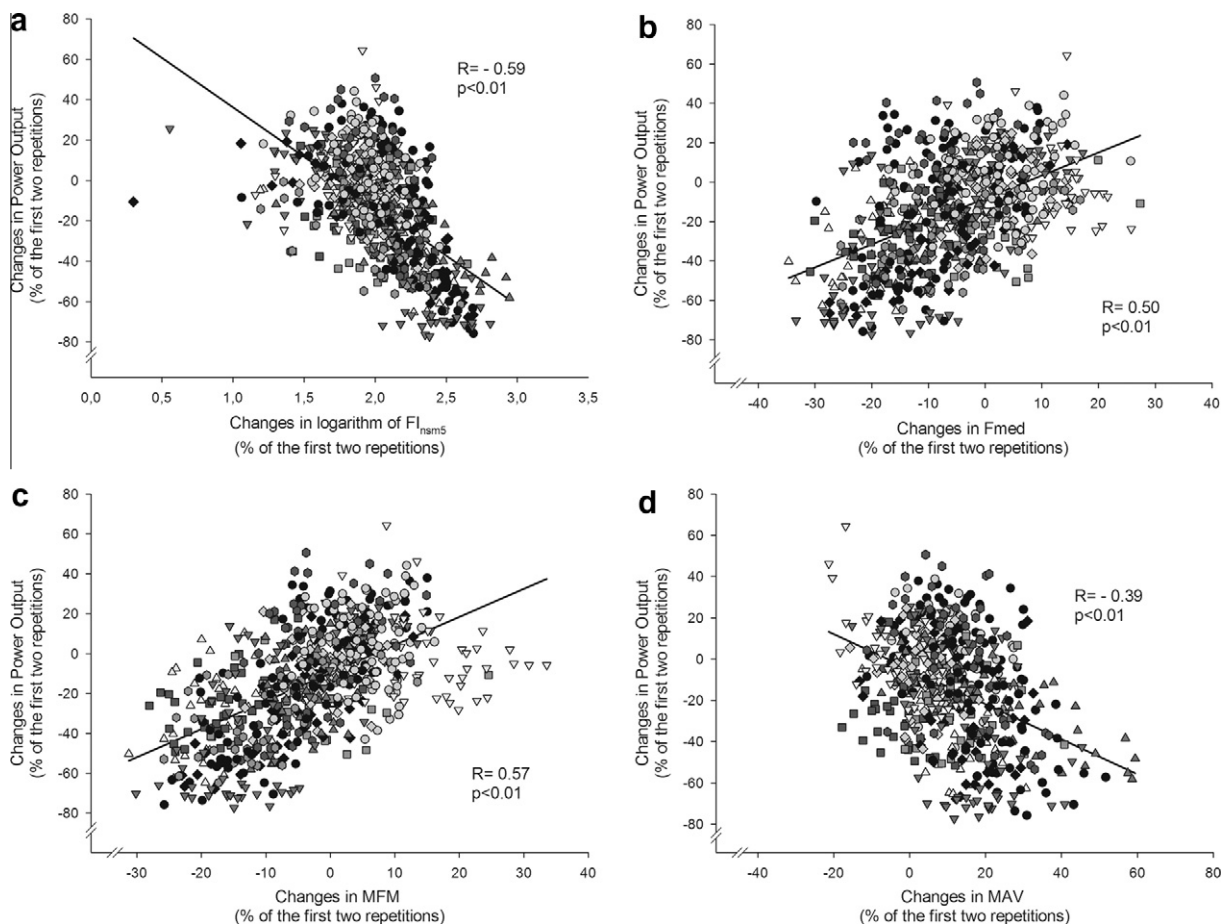 a
80
60
40
20
0
-20
-40
-60
-80
Changes in Power Output
(% of the first two repetitions)
R= - 0.59
p<0.01
0,0 0,5 1,0 1,5 2,0 2,5 3,0 3,5
Changes in logarithm of FInsm5
(% of the first two repetitions)
b
80
60
40
20
0
-20
-40
-60
-80
Changes in Power Output
(% of the first two repetitions)
R= 0.50
p<0.01
-40 -30 -20 -10 0 10 20 30 40
Changes in Fmed
(% of the first two repetitions)
c
80
60
40
20
0
-20
-40
-60
-80
Changes in Power Output
(% of the first two repetitions)
R= 0.57
p<0.01
-30 -20 -10 0 10 20 30 40
Changes in MFM
(% of the first two repetitions)
d
80
60
40
20
0
-20
-40
-60
-80
Changes in Power Output
(% of the first two repetitions)
R= - 0.39
p<0.01
-40 -20 0 20 40 60 80
Changes in MAV
(% of the first two repetitions)